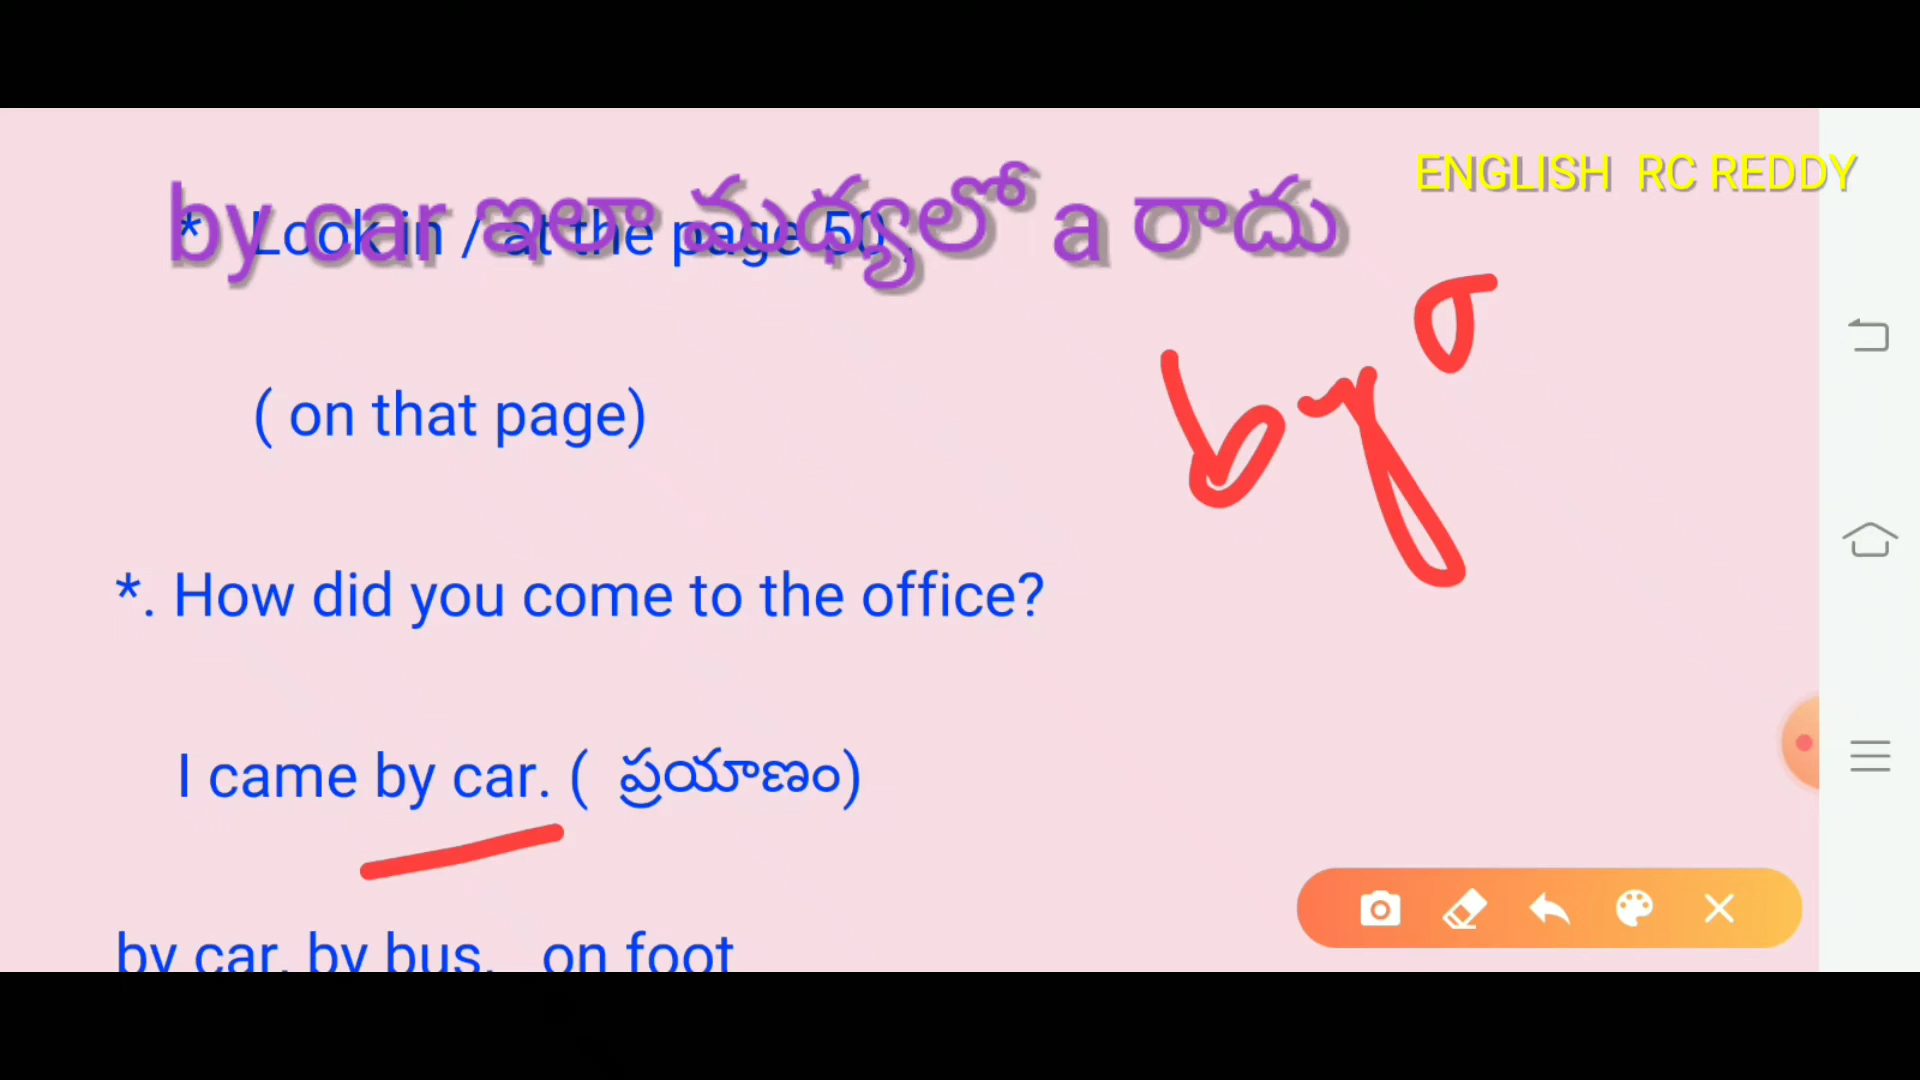 ENGLISH RC REDDY
by car ఇలా మధ్యలో a రాదు
* Look in / at the page 50 .
by a
( on that page)
*. How did you come to the office?
I came by car. ( ప్రయాణం)
by car, by bus, on foot